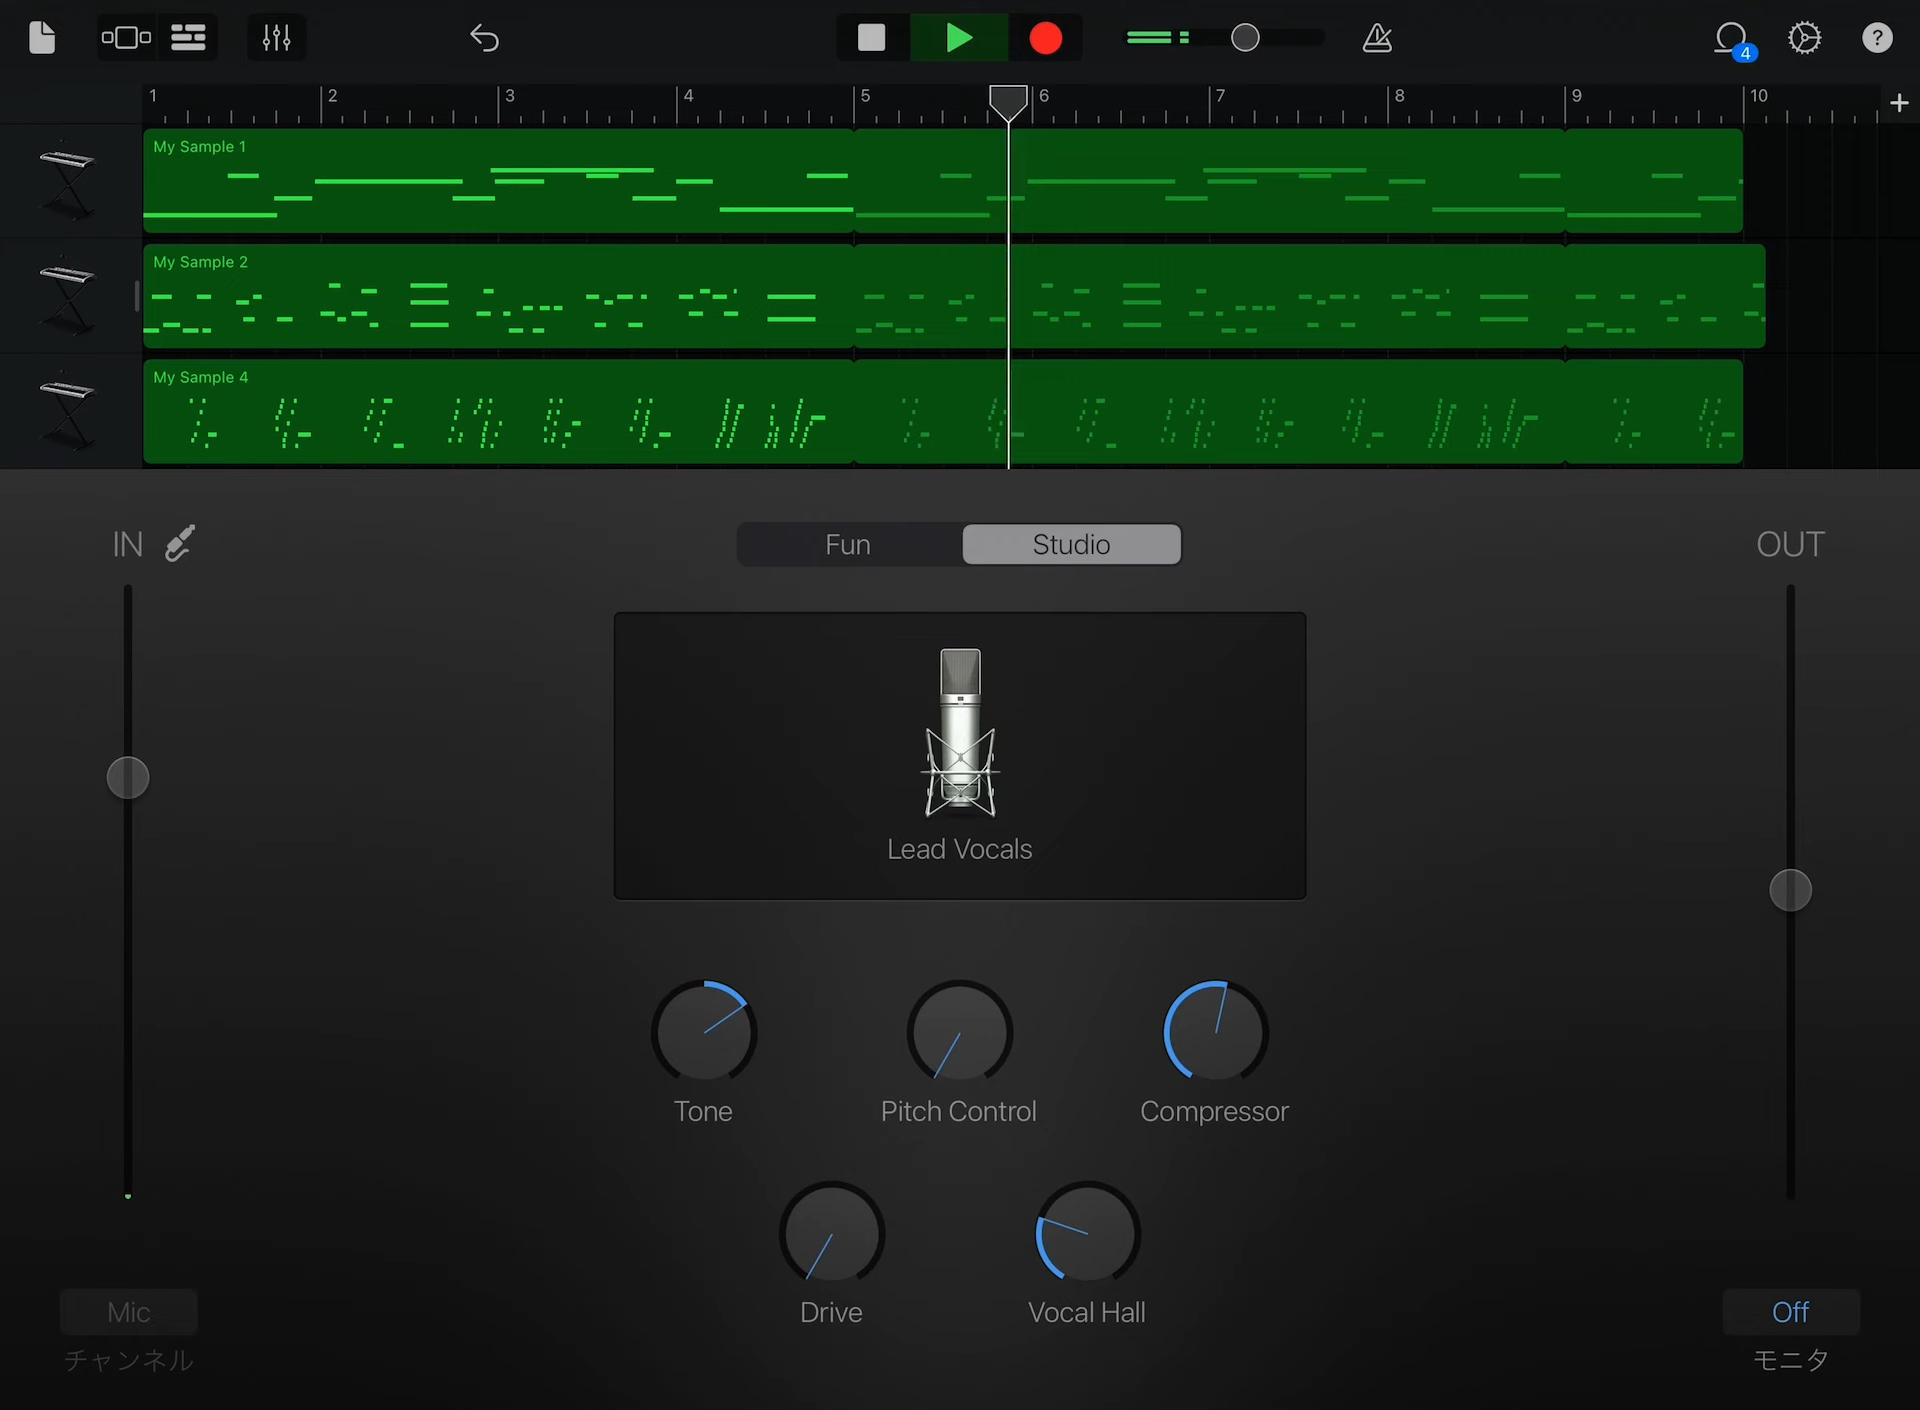 4
?
1 2 3 4 5 6 7 8 9 10 +
My Sample 1
My Sample 2
My Sample 4
IN
Fun Studio
OUT
Lead Vocals
Tone Pitch Control Compressor
Drive Vocal Hall
Mic
チャンネル
Off
モニタ